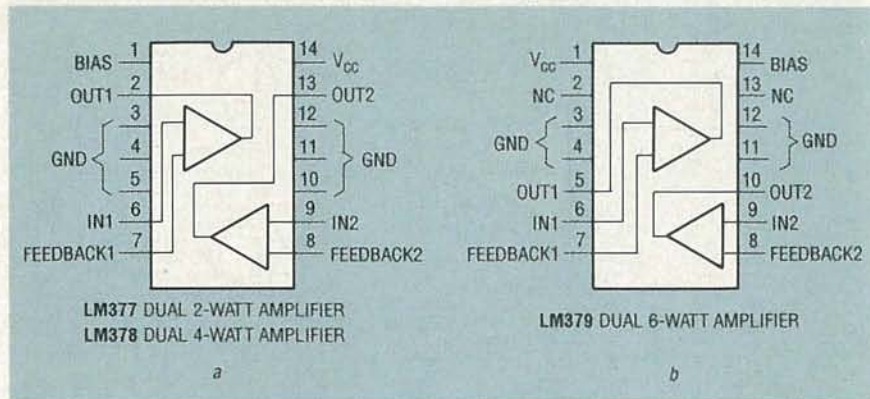 1 14
BIAS V_CC
2 13
OUT1 OUT2
3 12
GND 4 11 GND
5 10
6 9
IN1 IN2
7 8
FEEDBACK1 FEEDBACK2
LM377 DUAL 2-WATT AMPLIFIER
LM378 DUAL 4-WATT AMPLIFIER
a
1 14
V_CC BIAS
2 13
NC NC
3 12
GND GND
4 11
5 10
OUT1 OUT2
6 9
IN1 IN2
7 8
FEEDBACK1 FEEDBACK2
LM379 DUAL 6-WATT AMPLIFIER
b